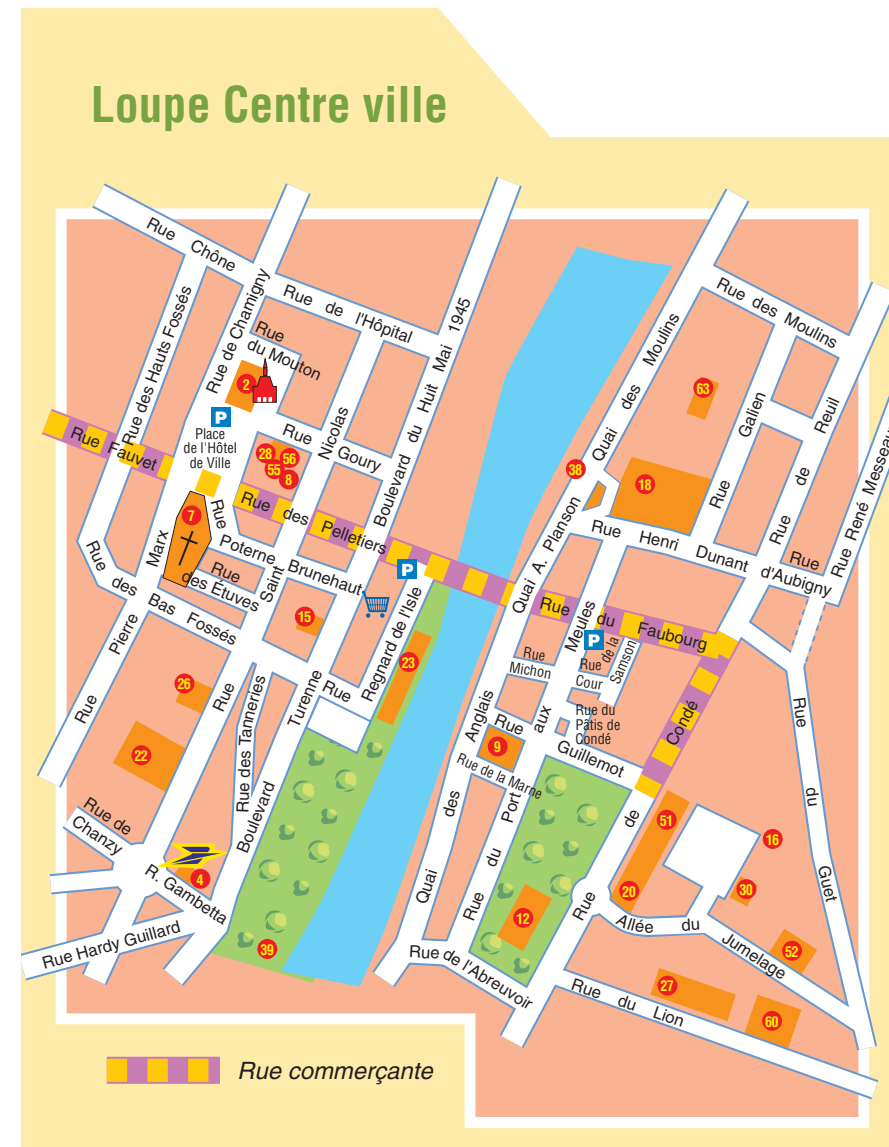 Loupe Centre ville
Rue Chône
Rue de l'Hôpital
Rue de Chamigny
Rue des Hauts Fossés
Rue
du Mouton
2
P
Place
de l'Hôtel
de Ville
Rue Fauvet
28
56
55
8
Rue Goury
Nicolas
Boulevard du Huit Mai 1945
Rue des Pelletiers
7
Rue
Poterne Brunehaut
Rue
des Étuves
Saint
Marx
Rue des Bas Fossés
P
15
Regnard de l'Isle
23
Rue
Pierre
Rue
26
22
Rue
Rue des Tanneries
Turenne
Boulevard
Rue de
Chanzy
4
R. Gambetta
Rue Hardy Guillard
39
Quai des Moulins
Rue des Moulins
63
Galien
Rue
Reuil
de
Rue
Rue René Messeau
38
18
Quai A. Planson
Rue Henri Dunant
Rue
d'Aubigny
Rue du Faubourg
Meules
P
Rue
Michon
Rue
de la
Cour
Samson
Rue du
Pâtis de
Condé
aux
Anglais
Rue
Guillemot
9
Rue de la Marne
Condé
des
Port
de
Quai
du
Rue
Rue
51
16
20
30
12
Allée du Jumelage
52
Rue du Guet
Rue de l'Abreuvoir
27
Rue du Lion
60
Rue commerçante